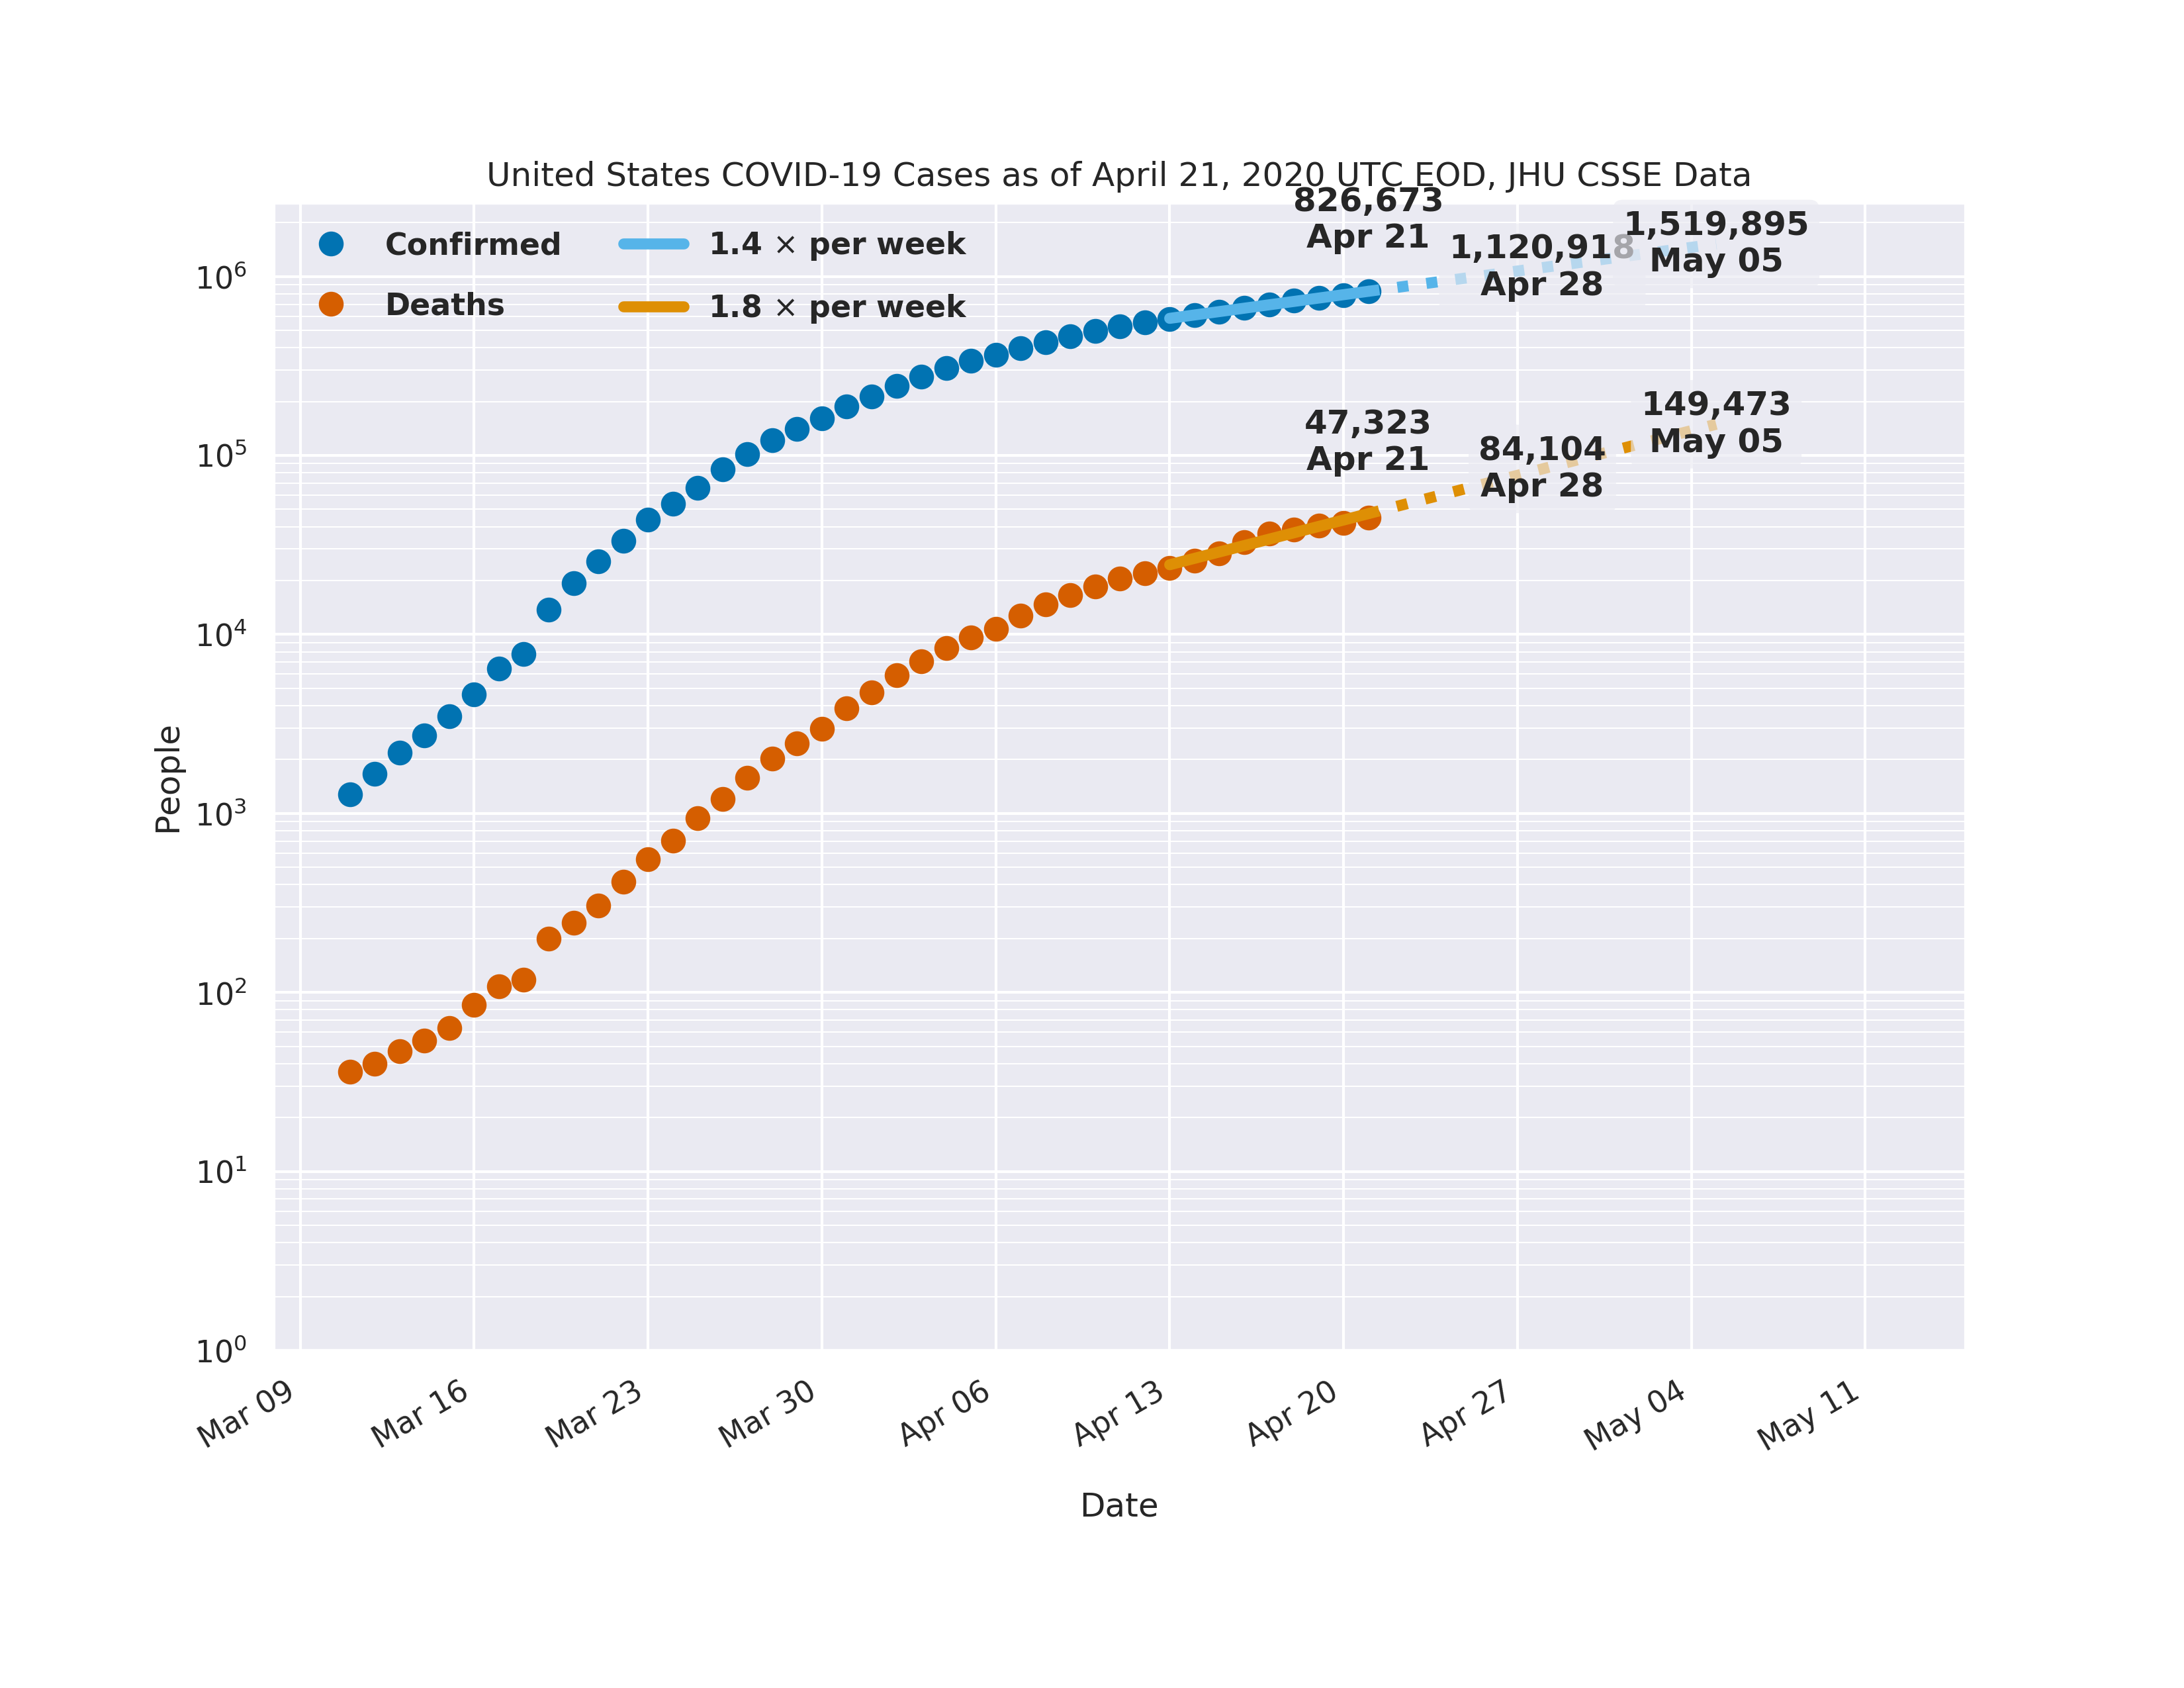 United States COVID-19 Cases as of April 21, 2020 UTC EOD, JHU CSSE Data
Confirmed
Deaths
1.4 × per week
1.8 × per week
826,673
Apr 21
1,120,918
Apr 28
1,519,895
May 05
47,323
Apr 21
84,104
Apr 28
149,473
May 05
People
10⁶
10⁵
10⁴
10³
10²
10¹
10⁰
Mar 09
Mar 16
Mar 23
Mar 30
Apr 06
Apr 13
Apr 20
Apr 27
May 04
May 11
Date